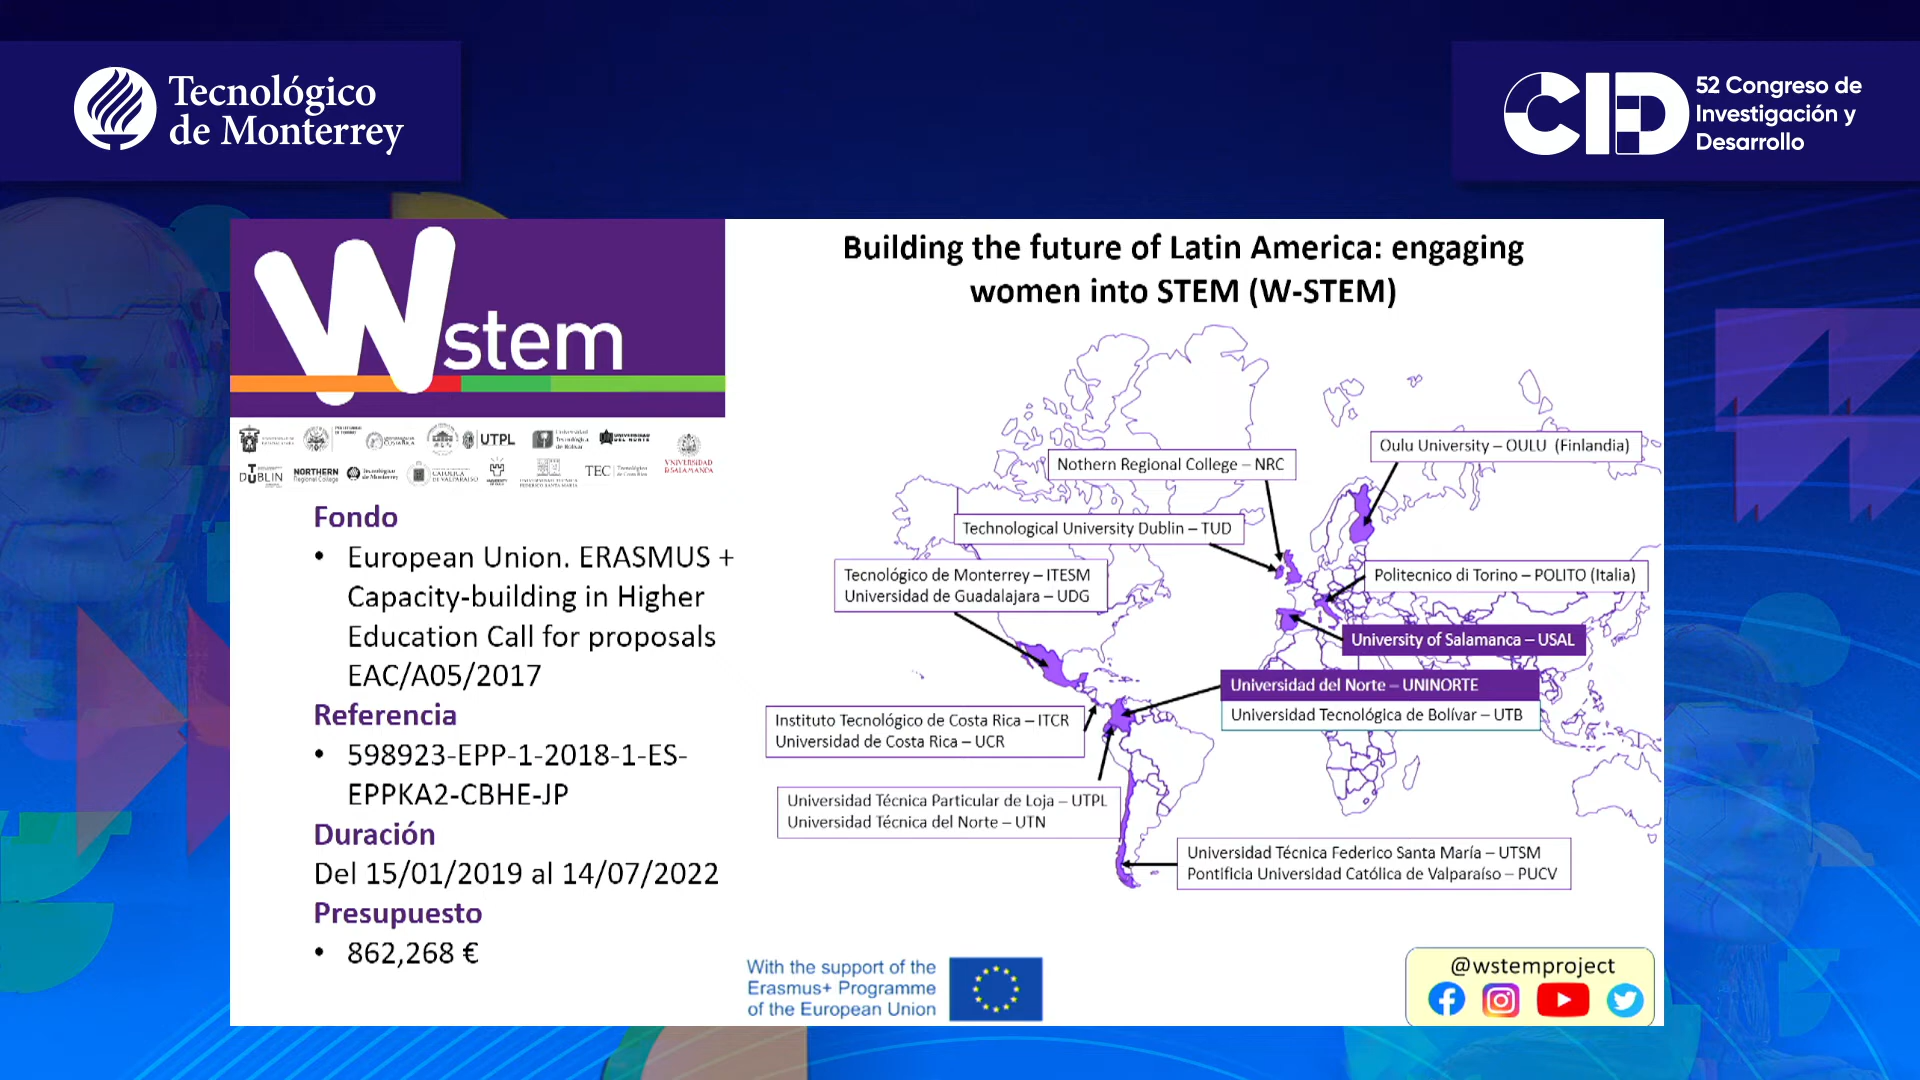 Tecnológico
de Monterrey
CID
52 Congreso de
Investigación y
Desarrollo
Wstem
UTPL
DUBLIN
NORTHERN
Regional College
TEC
VNIVERSIDAD
D SALAMANCA
Fondo
• European Union. ERASMUS +
Capacity-building in Higher
Education Call for proposals
EAC/A05/2017
Referencia
• 598923-EPP-1-2018-1-ES-
EPPKA2-CBHE-JP
Duración
Del 15/01/2019 al 14/07/2022
Presupuesto
• 862,268 €
Building the future of Latin America: engaging
women into STEM (W-STEM)
Oulu University – OULU (Finlandia)
Nothern Regional College – NRC
Technological University Dublin – TUD
Tecnológico de Monterrey – ITESM
Universidad de Guadalajara – UDG
Politecnico di Torino – POLITO (Italia)
University of Salamanca – USAL
Universidad del Norte – UNINORTE
Universidad Tecnológica de Bolívar – UTB
Instituto Tecnológico de Costa Rica – ITCR
Universidad de Costa Rica – UCR
Universidad Técnica Particular de Loja – UTPL
Universidad Técnica del Norte – UTN
Universidad Técnica Federico Santa María – UTSM
Pontificia Universidad Católica de Valparaíso – PUCV
With the support of the
Erasmus+ Programme
of the European Union
@wstemproject